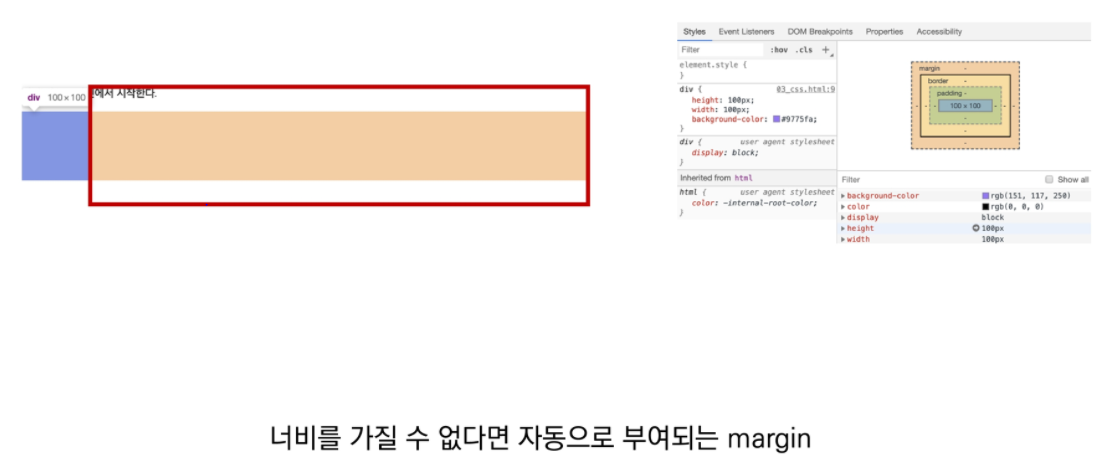 div 100 × 100
에서 시작한다.
Styles Event Listeners DOM Breakpoints Properties Accessibility
Filter :hov .cls +
element.style {
}
div { 03_css.html:9
height: 100px;
width: 100px;
background-color: #9775fa;
}
div { user agent stylesheet
display: block;
}
Inherited from html
html { user agent stylesheet
color: -internal-root-color;
}
margin -
border -
padding -
- - - 100 × 100 - - -
-
-
-
Filter Show all
background-color rgb(151, 117, 250)
color rgb(0, 0, 0)
display block
height 100px
width 100px
너비를 가질 수 없다면 자동으로 부여되는 margin